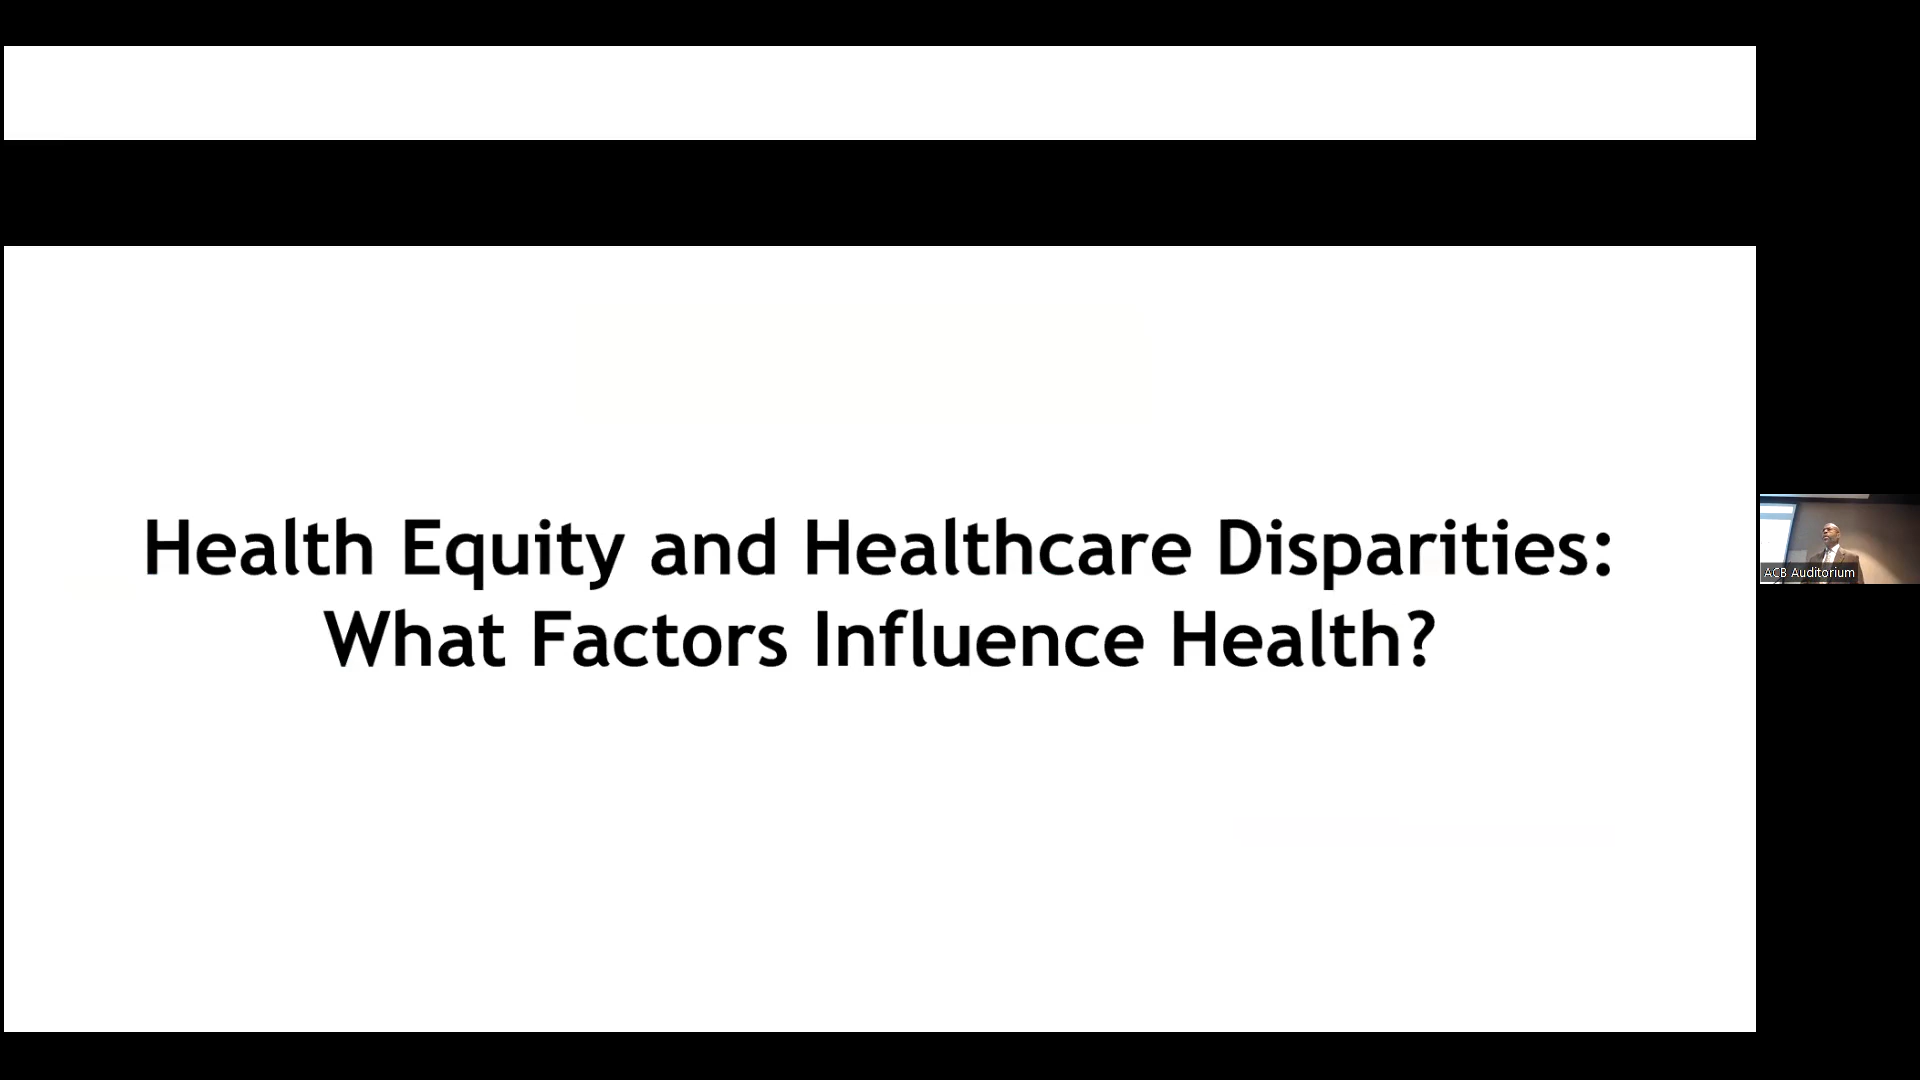 Health Equity and Healthcare Disparities:
What Factors Influence Health?
ACB Auditorium